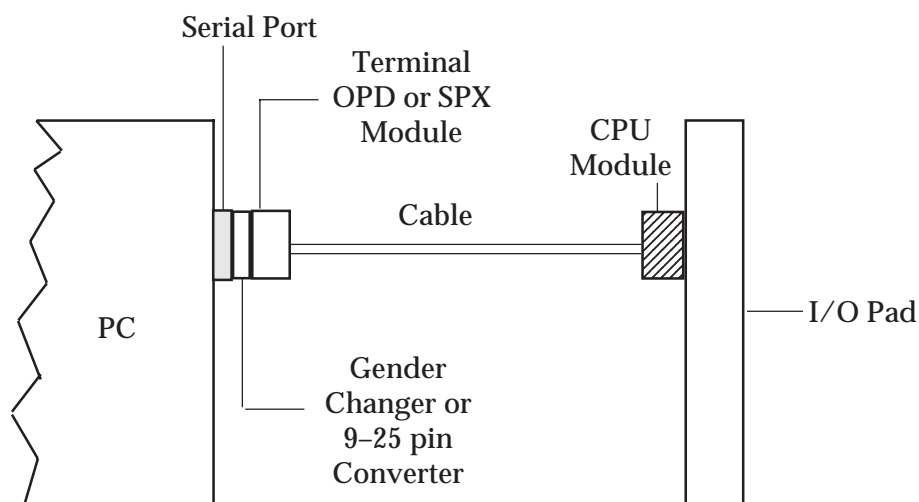 Serial Port
Terminal
OPD or SPX
Module
CPU
Module
Cable
PC
I/O Pad
Gender
Changer or
9–25 pin
Converter